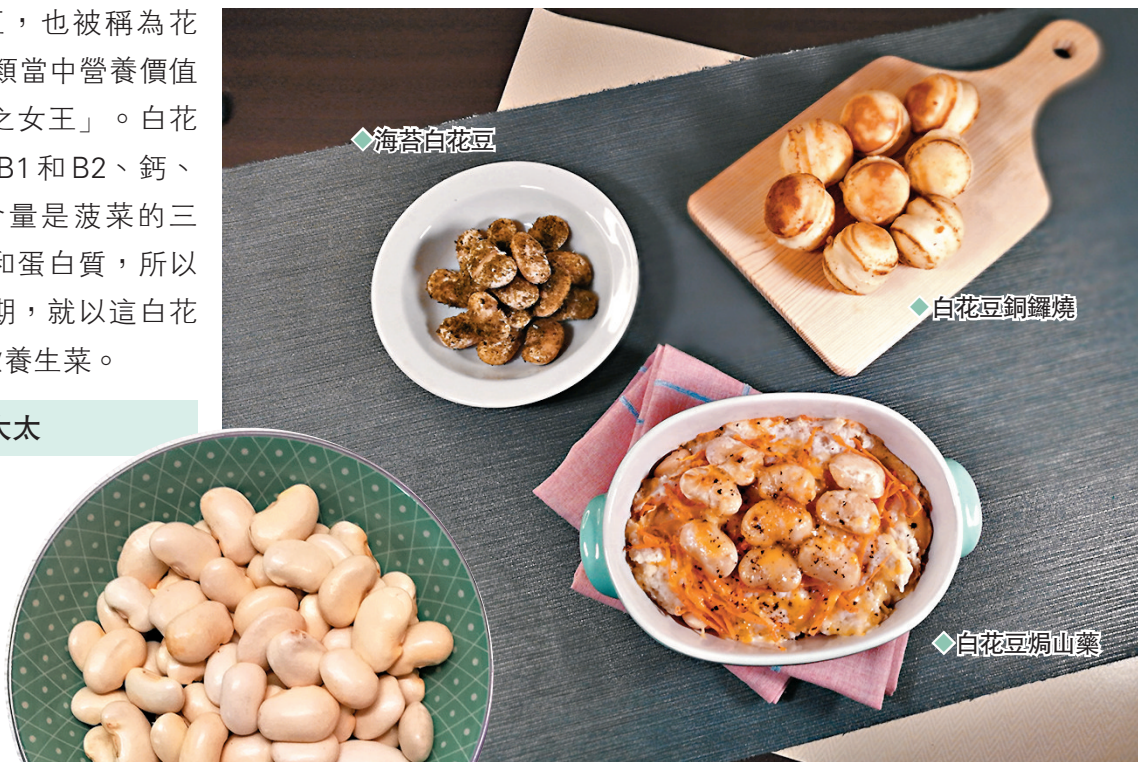 ，也被稱為花
類當中營養價值
之女王」。白花
B1和B2、鈣、
量是菠菜的三
和蛋白質，所以
期，就以這白花
養生菜。
太太
◆海苔白花豆
◆白花豆銅鑼燒
◆白花豆焗山藥